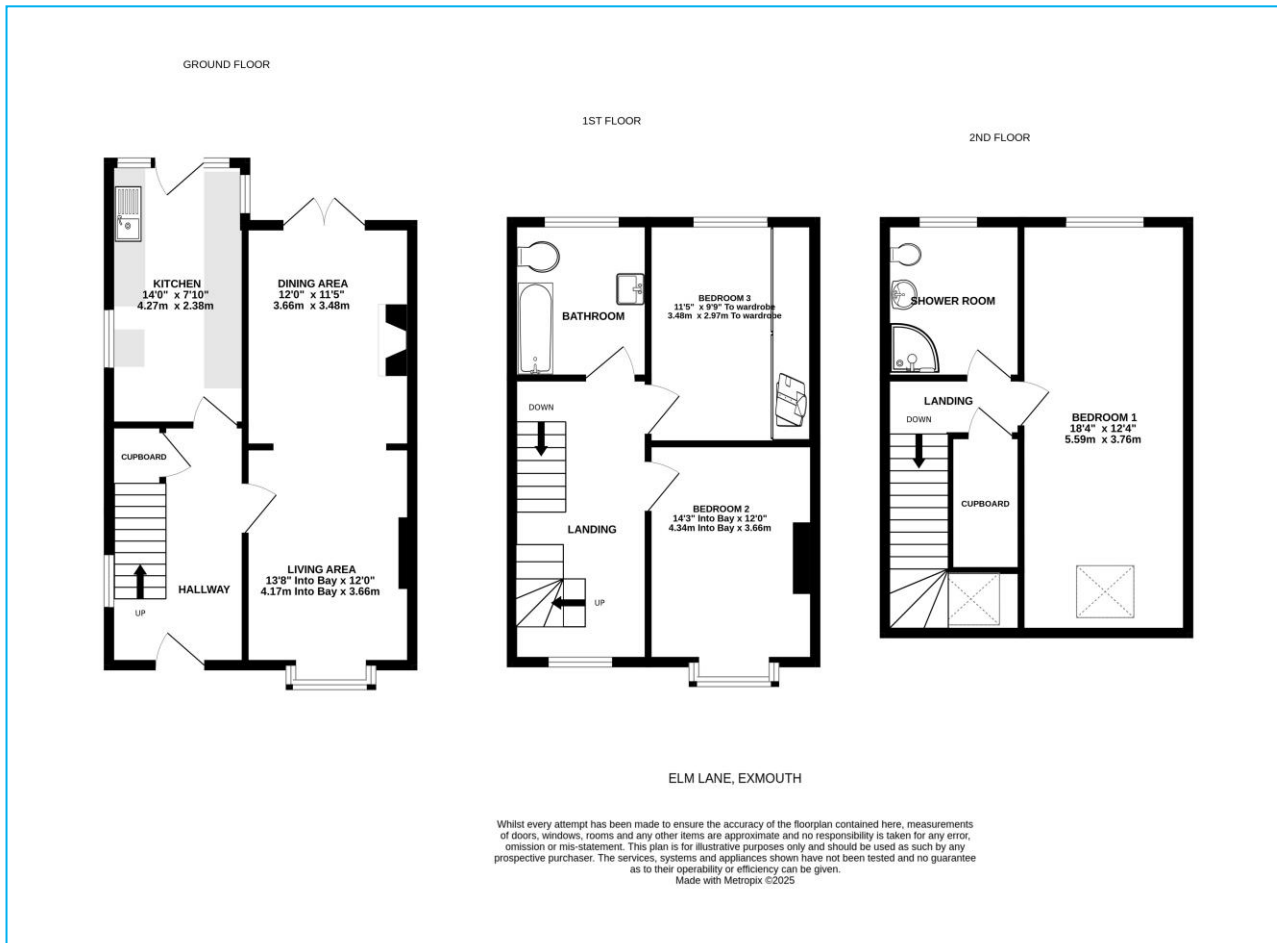 GROUND FLOOR
KITCHEN
14'0" x 7'10"
4.27m x 2.38m
DINING AREA
12'0" x 11'5"
3.66m x 3.48m
CUPBOARD
HALLWAY
UP
LIVING AREA
13'8" Into Bay x 12'0"
4.17m Into Bay x 3.66m
1ST FLOOR
BATHROOM
BEDROOM 3
11'5" x 9'9" To wardrobe
3.48m x 2.97m To wardrobe
DOWN
LANDING
UP
BEDROOM 2
14'3" Into Bay x 12'0"
4.34m Into Bay x 3.66m
2ND FLOOR
SHOWER ROOM
LANDING
DOWN
BEDROOM 1
18'4" x 12'4"
5.59m x 3.76m
CUPBOARD
ELM LANE, EXMOUTH
Whilst every attempt has been made to ensure the accuracy of the floorplan contained here, measurements
of doors, windows, rooms and any other items are approximate and no responsibility is taken for any error,
omission or mis-statement. This plan is for illustrative purposes only and should be used as such by any
prospective purchaser. The services, systems and appliances shown have not been tested and no guarantee
as to their operability or efficiency can be given.
Made with Metropix ©2025